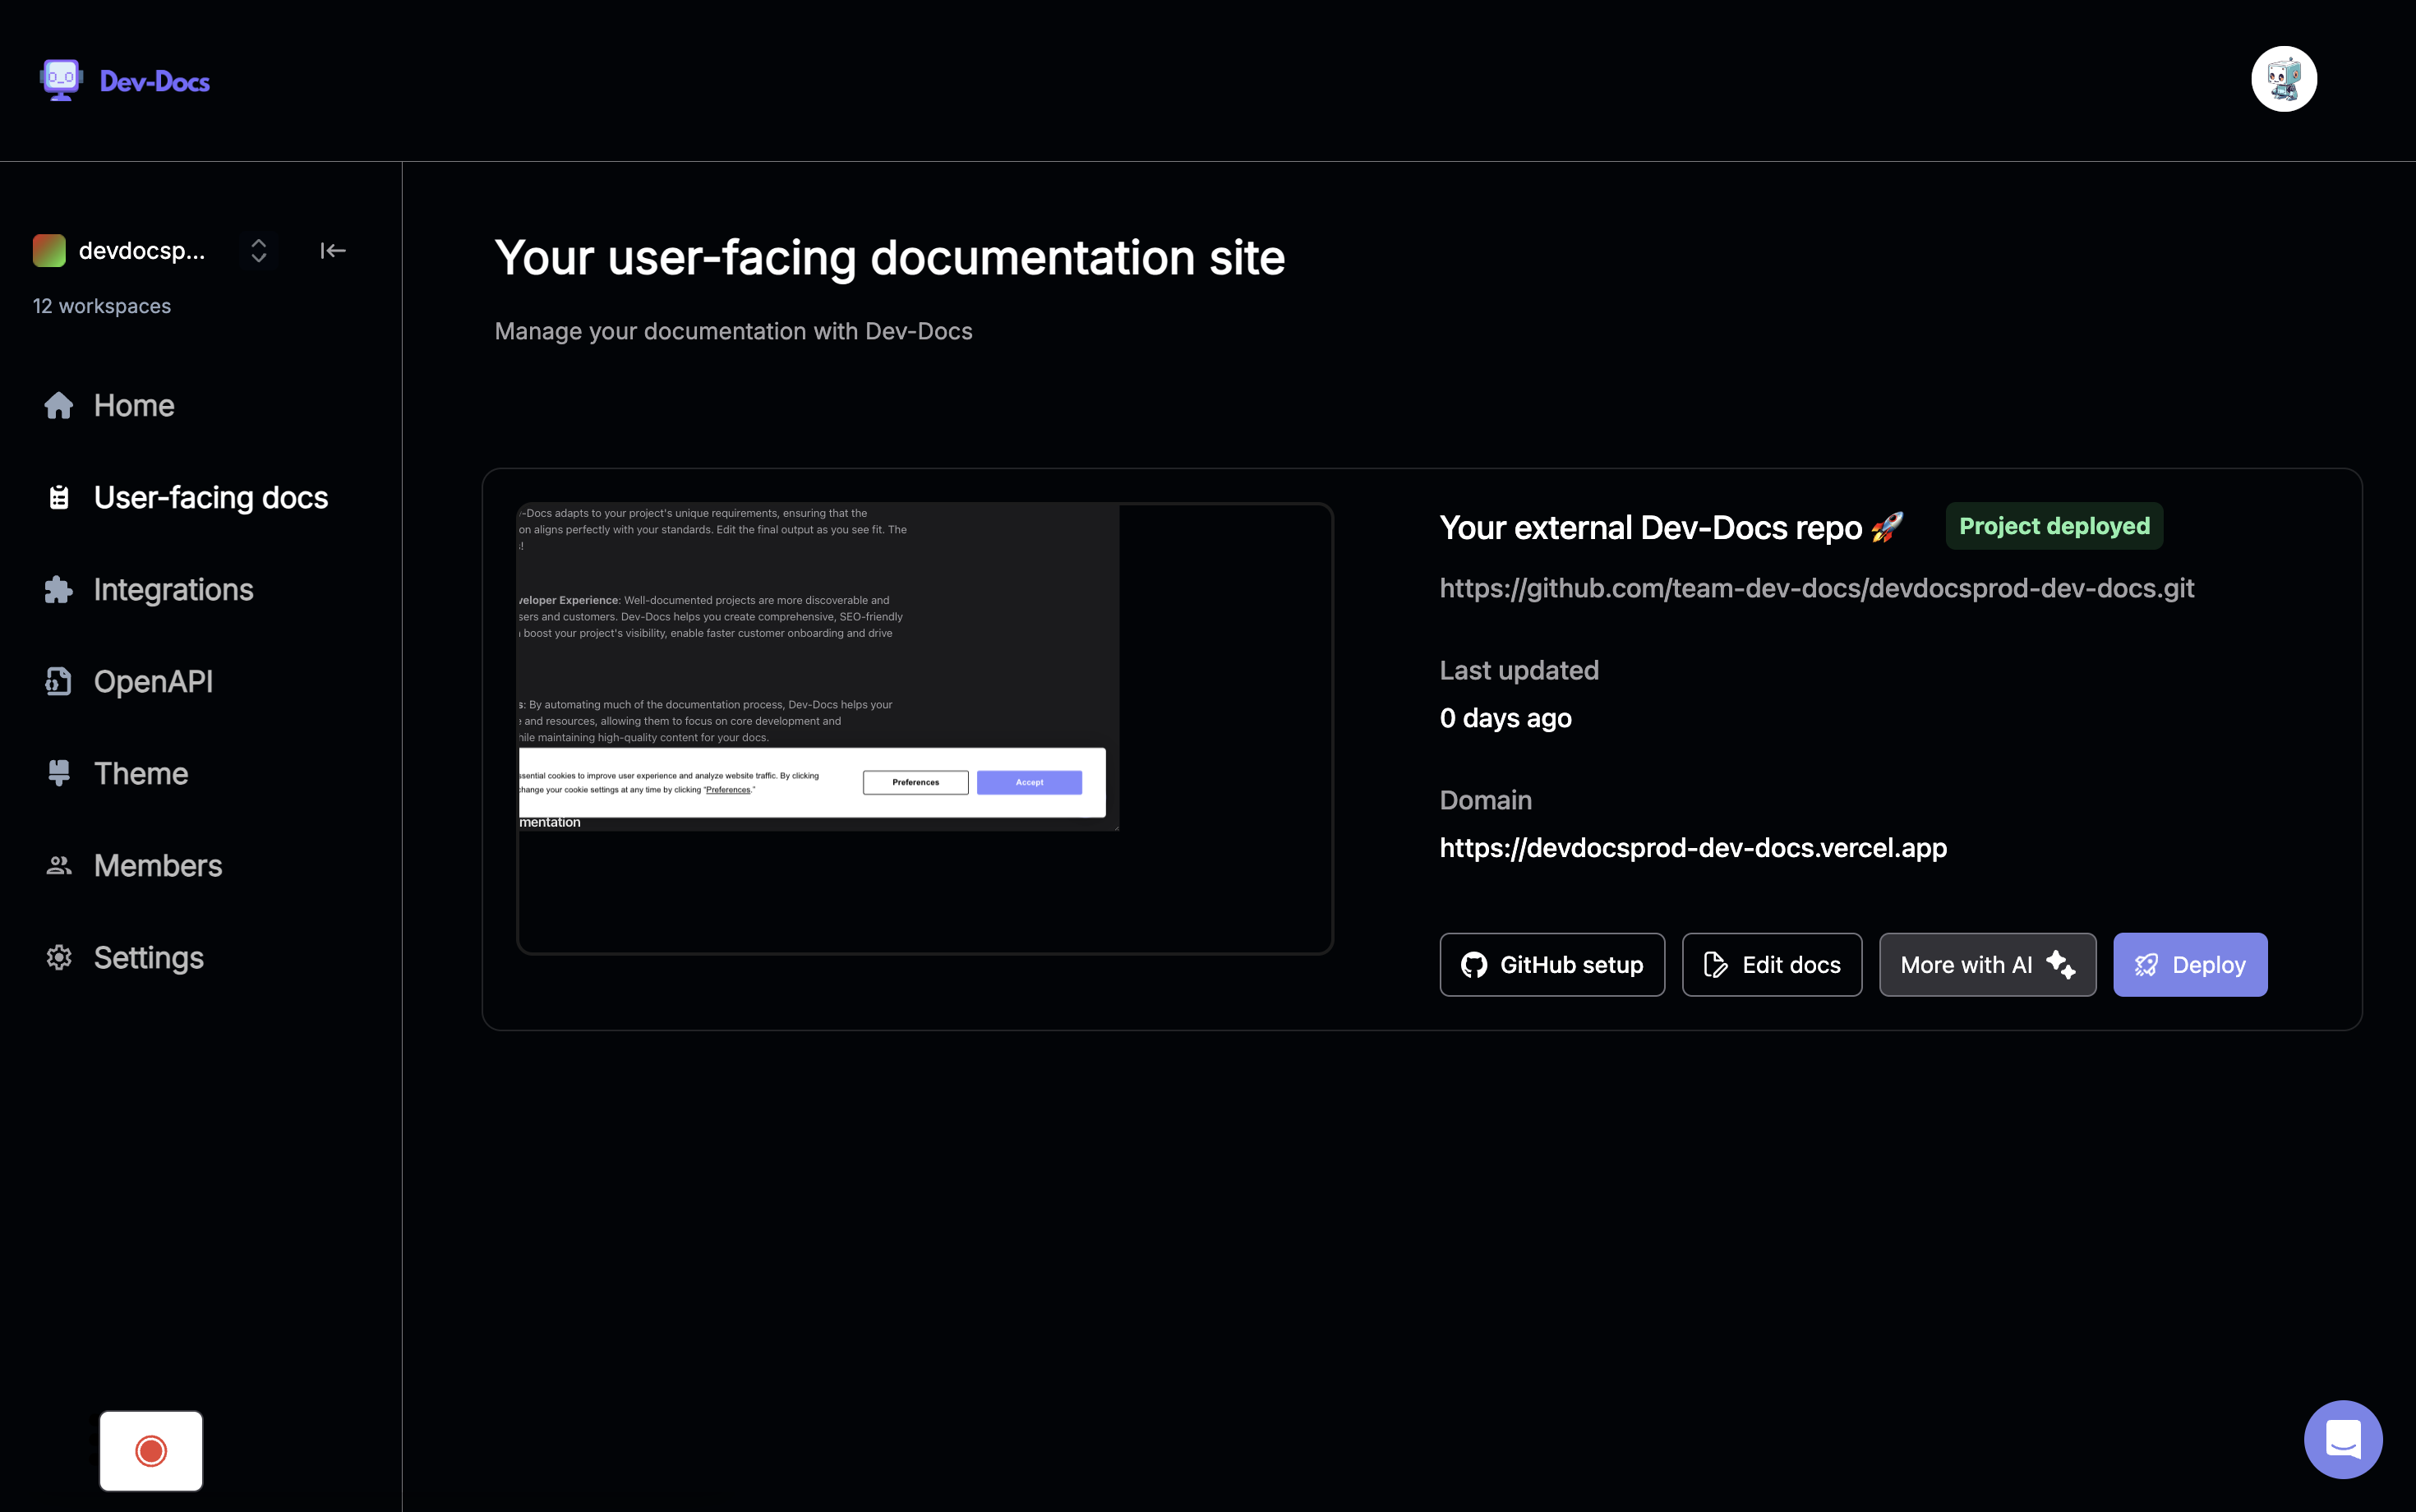 Dev-Docs
devdocsp...
12 workspaces
Home
User-facing docs
Integrations
OpenAPI
Theme
Members
Settings
Your user-facing documentation site
Manage your documentation with Dev-Docs
-Docs adapts to your project's unique requirements, ensuring that the
on aligns perfectly with your standards. Edit the final output as you see fit. The
s!
veloper Experience: Well-documented projects are more discoverable and
sers and customers. Dev-Docs helps you create comprehensive, SEO-friendly
boost your project's visibility, enable faster customer onboarding and drive
s: By automating much of the documentation process, Dev-Docs helps your
e and resources, allowing them to focus on core development and
hile maintaining high-quality content for your docs.
ssential cookies to improve user experience and analyze website traffic. By clicking
change your cookie settings at any time by clicking "Preferences."
Preferences
Accept
mentation
Your external Dev-Docs repo 🚀
Project deployed
https://github.com/team-dev-docs/devdocsprod-dev-docs.git
Last updated
0 days ago
Domain
https://devdocsprod-dev-docs.vercel.app
GitHub setup
Edit docs
More with AI
Deploy